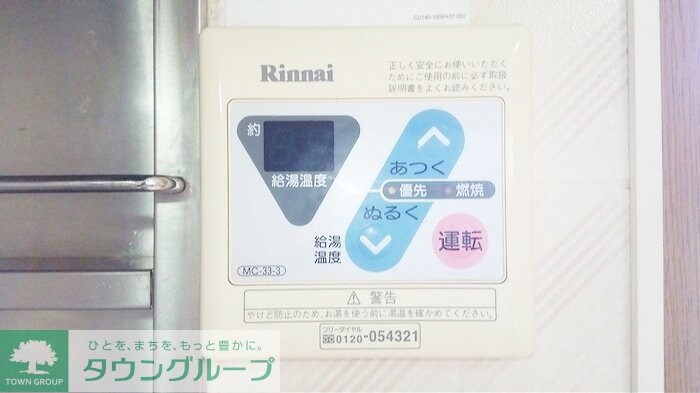 Rinnai
正しく安全にお使いいただく
ためにご使用の前に必ず取扱
説明書をよくお読みください。
約
給湯温度
あつく
優先
燃焼
ぬるく
給湯
温度
運転
MC-33-3
⚠ 警告
やけど防止のため、お湯を使う前に湯温を確かめてください。
フリーダイヤル
0120-054321
TOWN GROUP
ひとを、まちを、もっと豊かに。
タウングループ